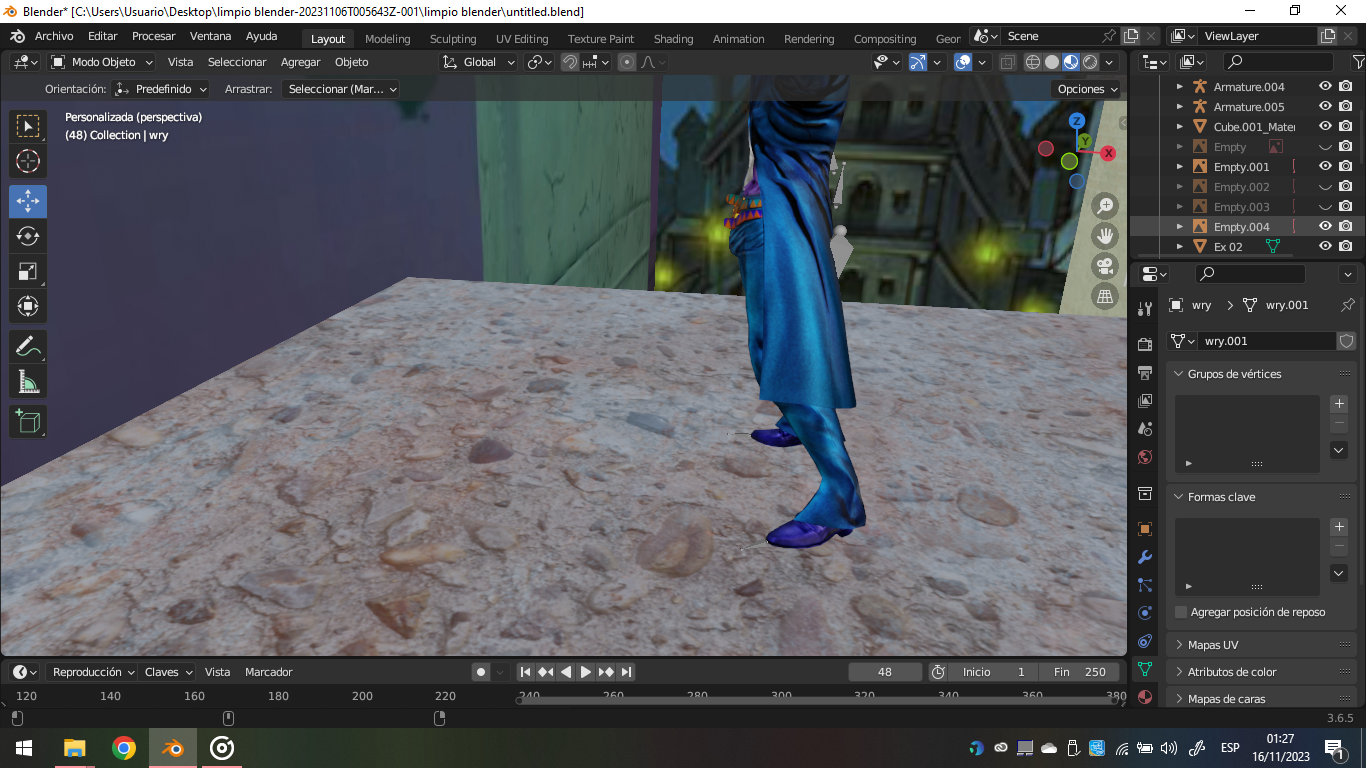 Blender* [C:\Users\Usuario\Desktop\limpio blender-20231106T005643Z-001\limpio blender\untitled.blend]
Archivo Editar Procesar Ventana Ayuda Layout Modeling Sculpting UV Editing Texture Paint Shading Animation Rendering Compositing Geor Scene ViewLayer
Modo Objeto Vista Seleccionar Agregar Objeto Global
Orientación: Predefinido Arrastrar: Seleccionar (Mar... Opciones
Personalizada (perspectiva)
(48) Collection | wry
Z
Y
X
Armature.004
Armature.005
Cube.001_Mater
Empty
Empty.001
Empty.002
Empty.003
Empty.004
Ex 02
wry wry.001
wry.001
Grupos de vértices
Formas clave
Agregar posición de reposo
Mapas UV
Atributos de color
Mapas de caras
Reproducción Claves Vista Marcador 48 Inicio 1 Fin 250
120 140 160 180 200 220 240 260 280 300 320 340 360 380
3.6.5
ESP
01:27
16/11/2023
1